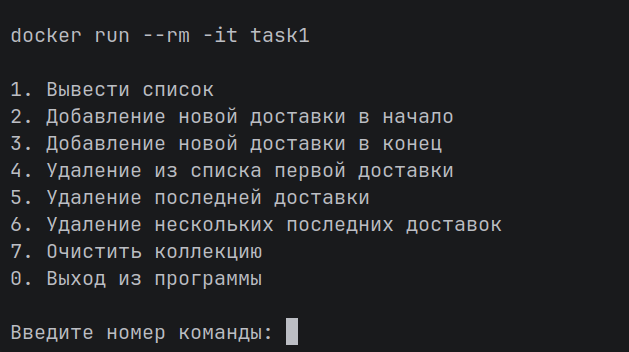 docker run --rm -it task1
1. Вывести список
2. Добавление новой доставки в начало
3. Добавление новой доставки в конец
4. Удаление из списка первой доставки
5. Удаление последней доставки
6. Удаление нескольких последних доставок
7. Очистить коллекцию
0. Выход из программы
Введите номер команды: